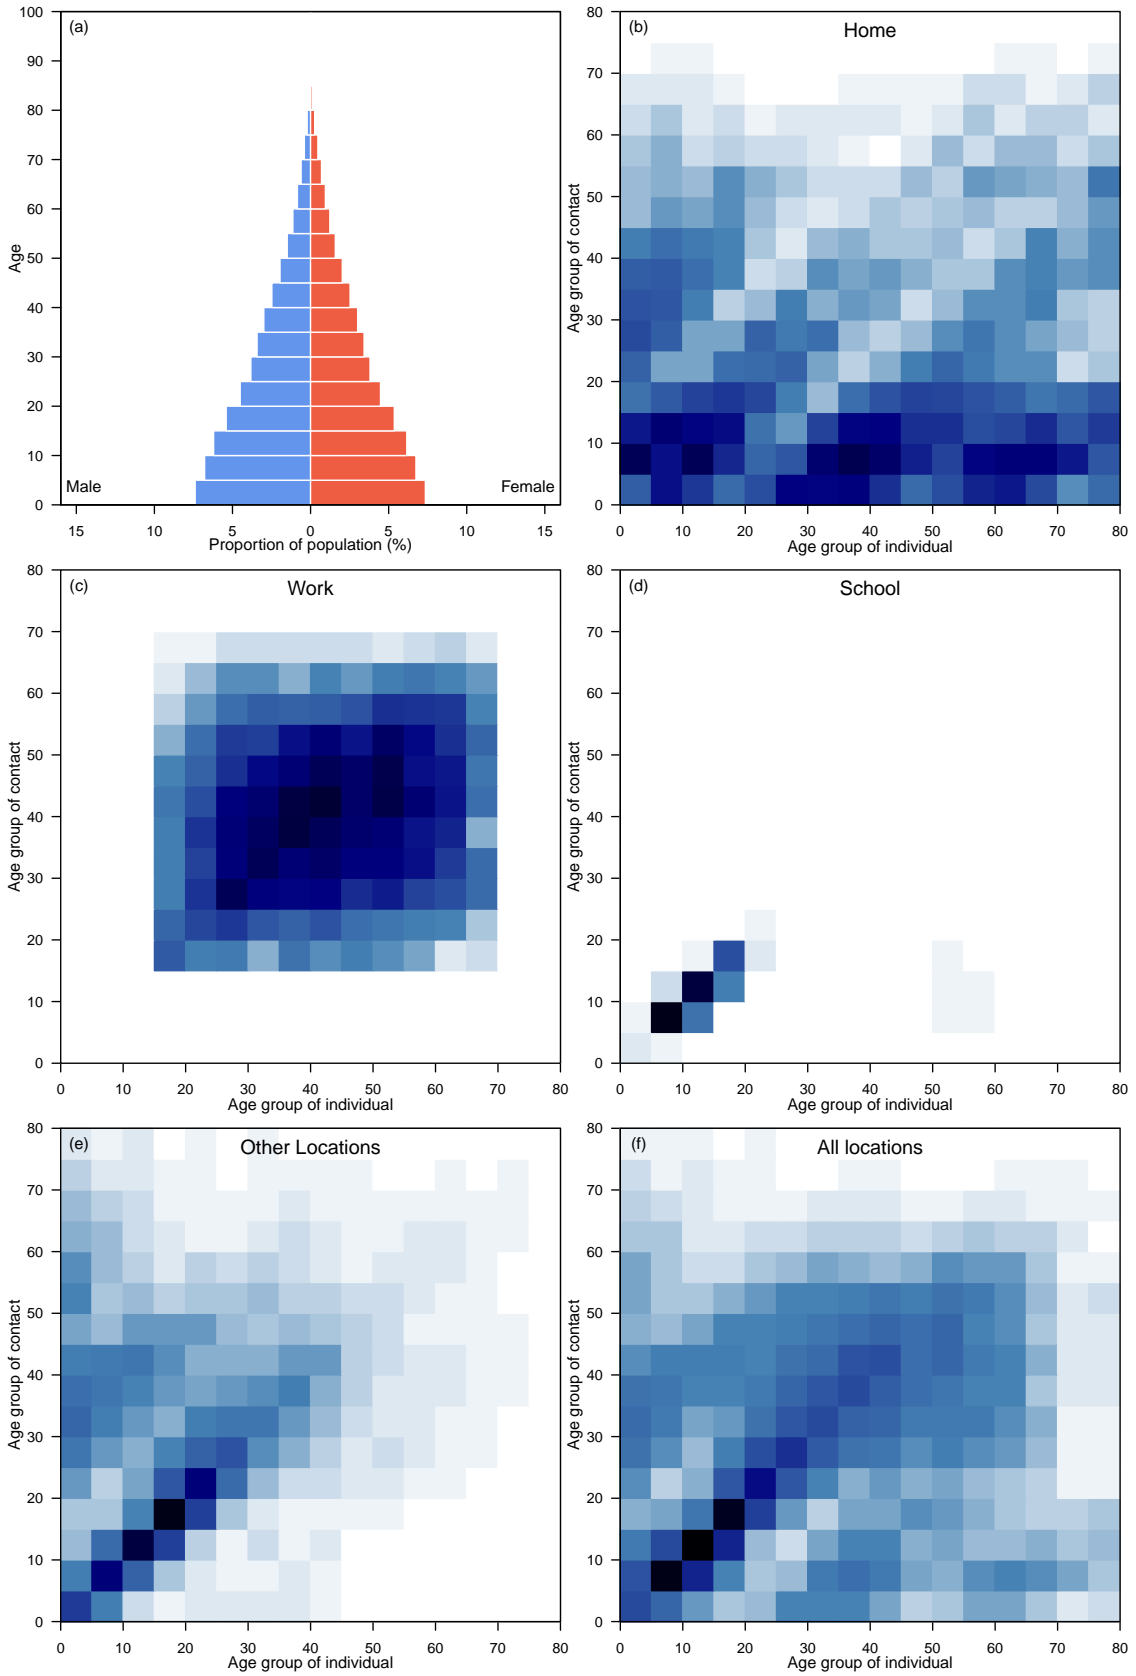 (a)
100
90
80
70
60
50
40
30
20
10
0
Age
Male
Female
15 10 5 0 5 10 15
Proportion of population (%)
(b)
Home
80
70
60
50
40
30
20
10
0
Age group of contact
0 10 20 30 40 50 60 70 80
Age group of individual
(c)
Work
80
70
60
50
40
30
20
10
0
Age group of contact
0 10 20 30 40 50 60 70 80
Age group of individual
(d)
School
80
70
60
50
40
30
20
10
0
Age group of contact
0 10 20 30 40 50 60 70 80
Age group of individual
(e)
Other Locations
80
70
60
50
40
30
20
10
0
Age group of contact
0 10 20 30 40 50 60 70 80
Age group of individual
(f)
All locations
80
70
60
50
40
30
20
10
0
Age group of contact
0 10 20 30 40 50 60 70 80
Age group of individual